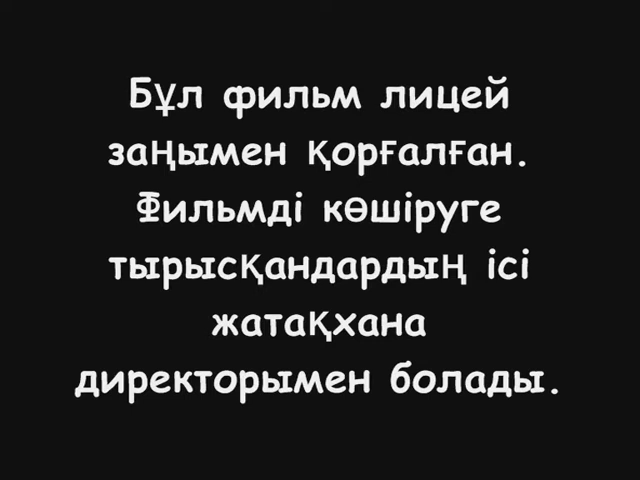 Бұл фильм лицей
заңымен қорғалған.
Фильмді көшіруге
тырысқандардың ісі
жатақхана
директорымен болады.